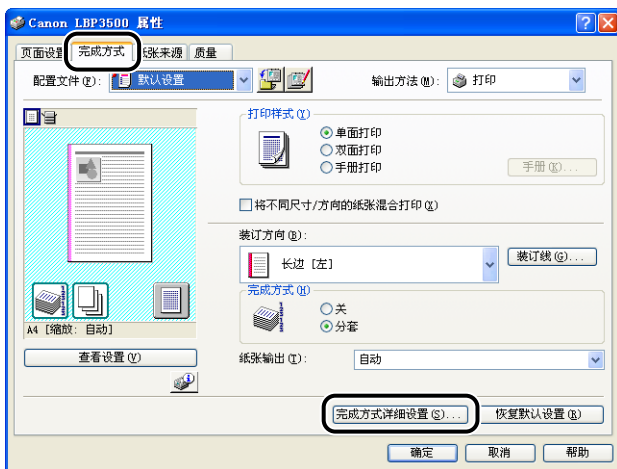 Canon LBP3500 属性
页面设置 完成方式 纸张来源 质量
配置文件(F): 默认设置 输出方法(M): 打印
打印样式(Y)
单面打印
双面打印
手册打印 手册(K)...
将不同尺寸/方向的纸张混合打印(X)
装订方向(B):
长边 [左] 装订线(G)...
完成方式(H)
关
分套
A4 [缩放: 自动]
查看设置(V) 纸张输出(T): 自动
完成方式详细设置(S)... 恢复默认设置(R)
确定 取消 帮助